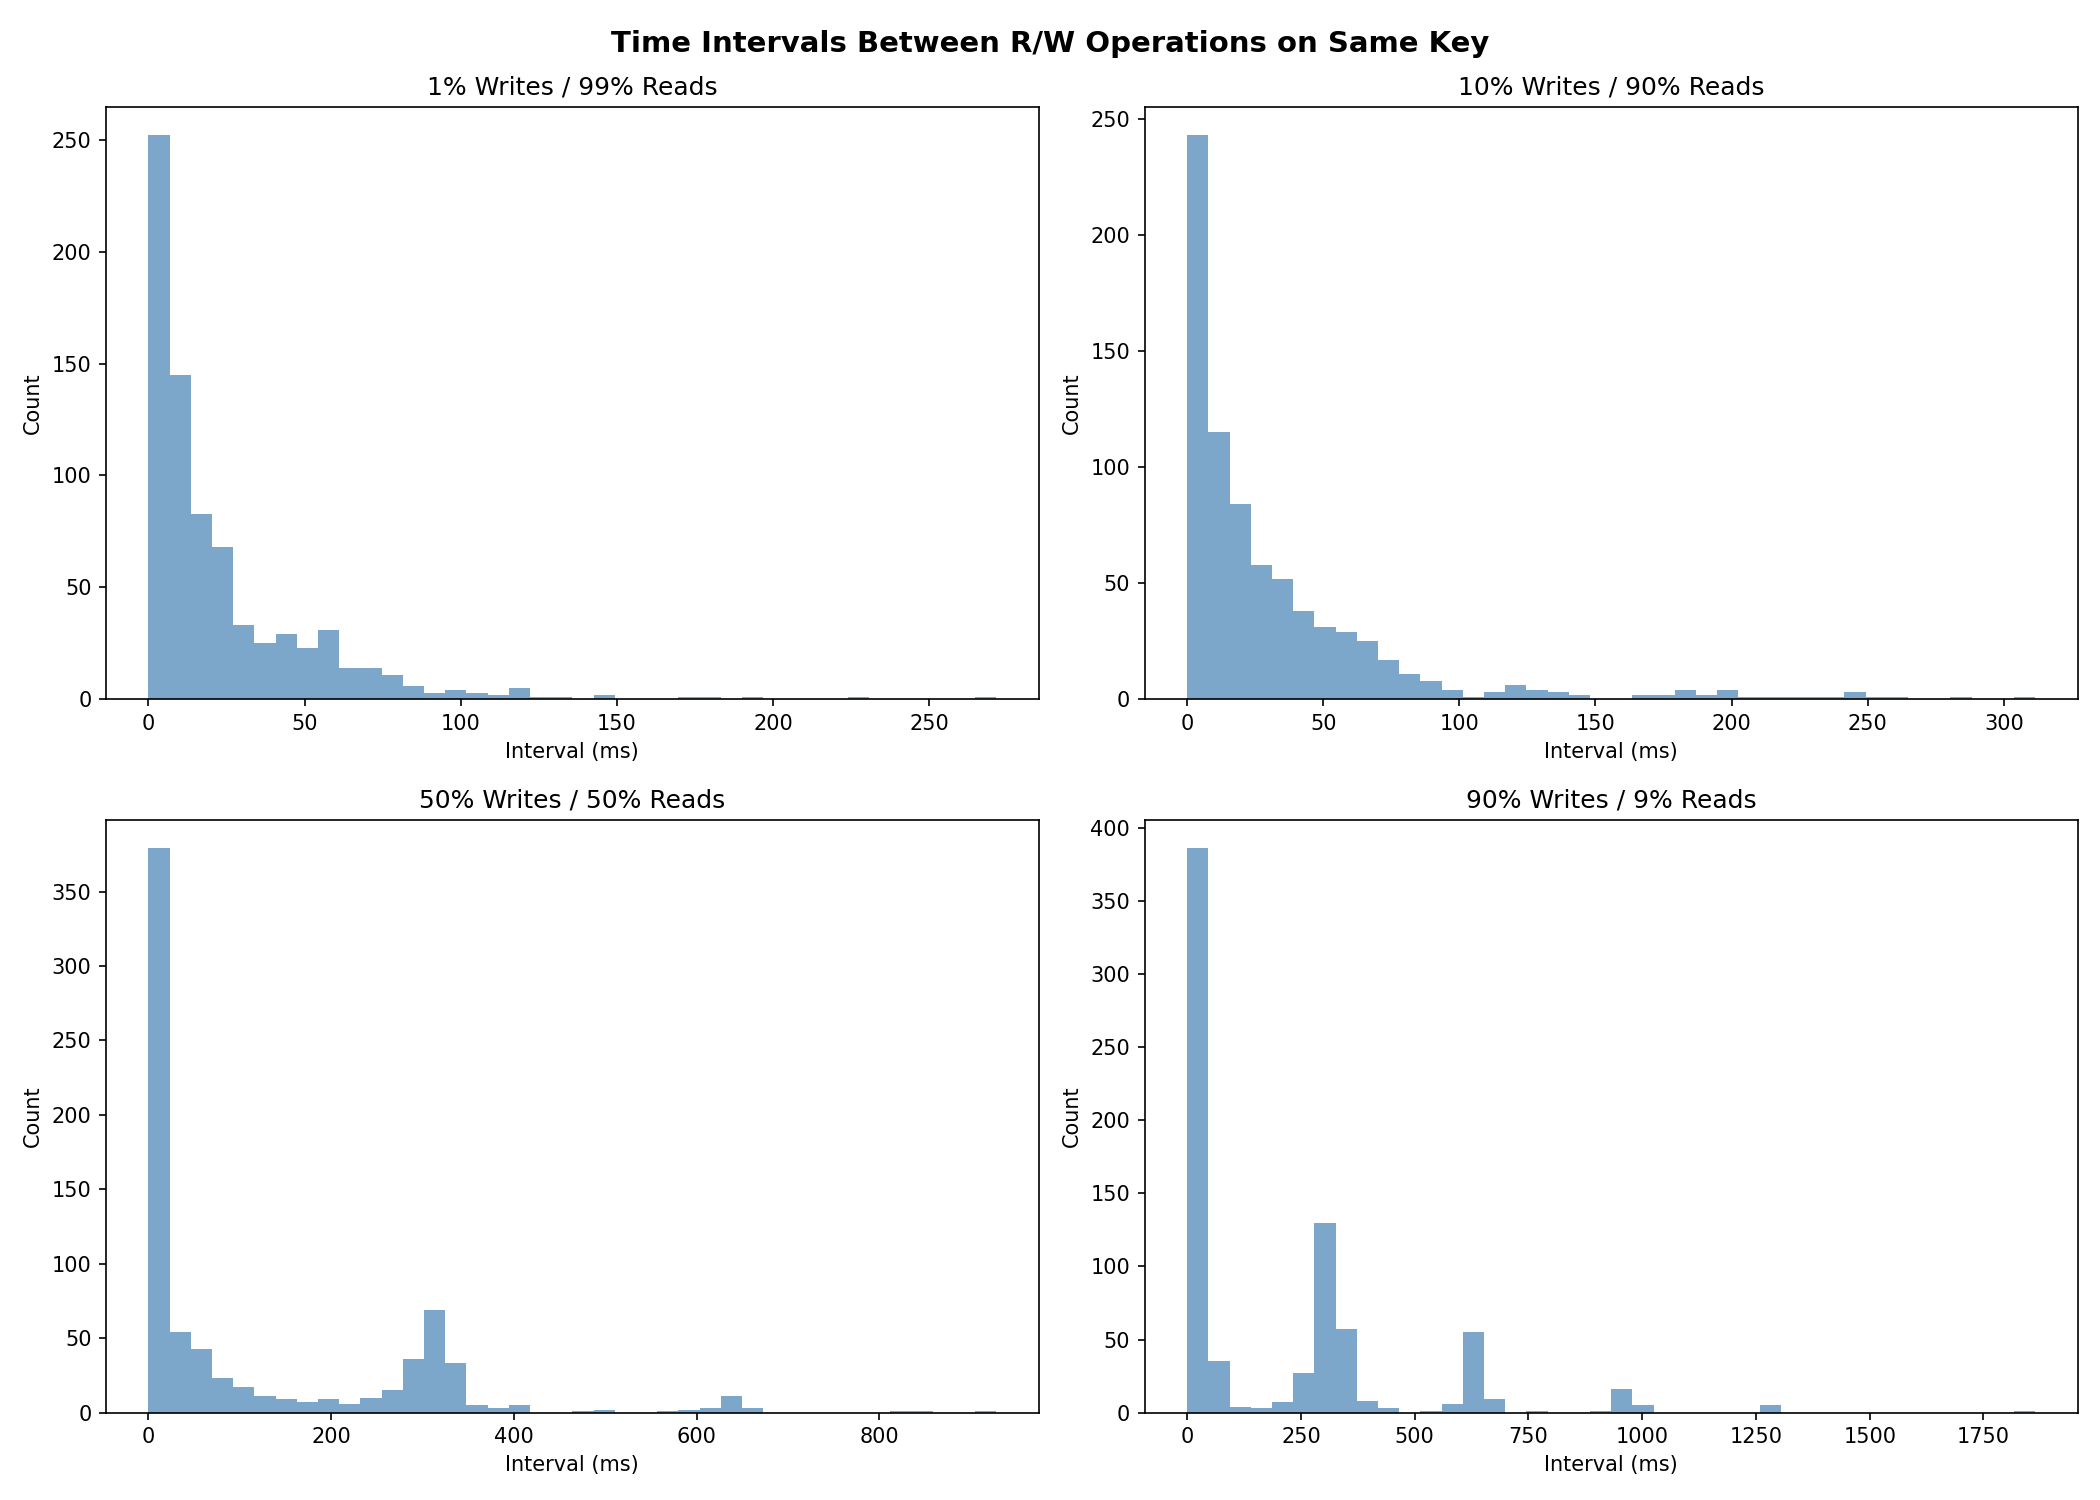 Time Intervals Between R/W Operations on Same Key
1% Writes / 99% Reads
250
200
150
100
50
0
Count
0 50 100 150 200 250
Interval (ms)
10% Writes / 90% Reads
250
200
150
100
50
0
Count
0 50 100 150 200 250 300
Interval (ms)
50% Writes / 50% Reads
350
300
250
200
150
100
50
0
Count
0 200 400 600 800
Interval (ms)
90% Writes / 9% Reads
400
350
300
250
200
150
100
50
0
Count
0 250 500 750 1000 1250 1500 1750
Interval (ms)